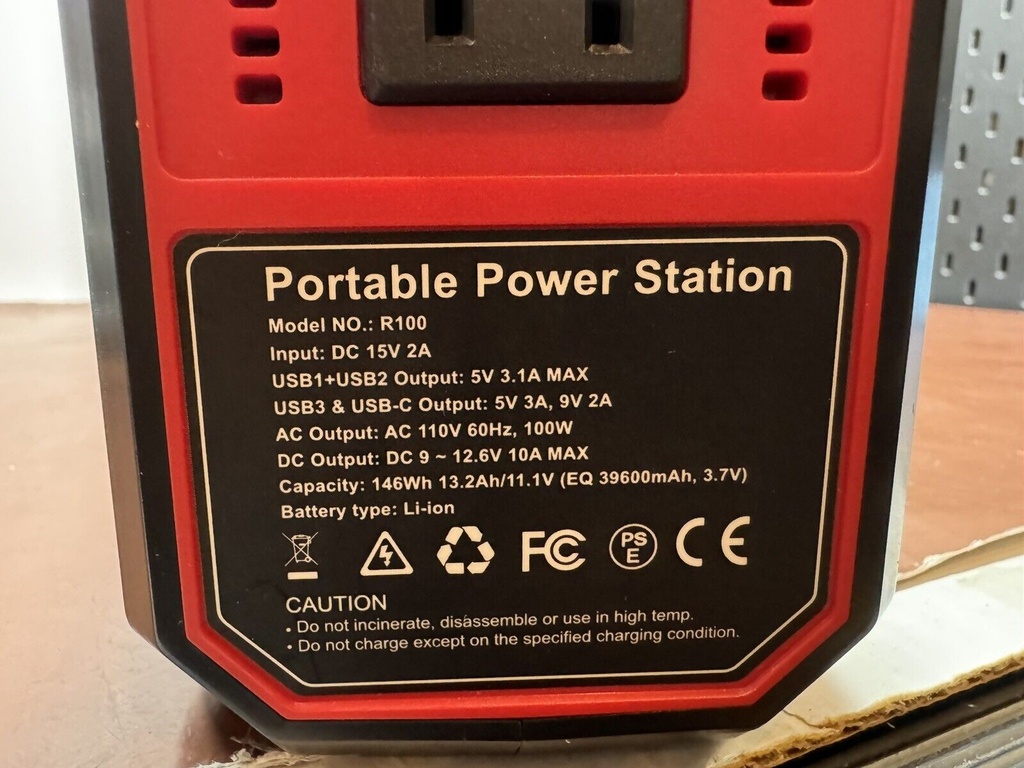 Portable Power Station
Model NO.: R100
Input: DC 15V 2A
USB1+USB2 Output: 5V 3.1A MAX
USB3 & USB-C Output: 5V 3A, 9V 2A
AC Output: AC 110V 60Hz, 100W
DC Output: DC 9 ~ 12.6V 10A MAX
Capacity: 146Wh 13.2Ah/11.1V (EQ 39600mAh, 3.7V)
Battery type: Li-ion
FC PS E CE
CAUTION
• Do not incinerate, disassemble or use in high temp.
• Do not charge except on the specified charging condition.